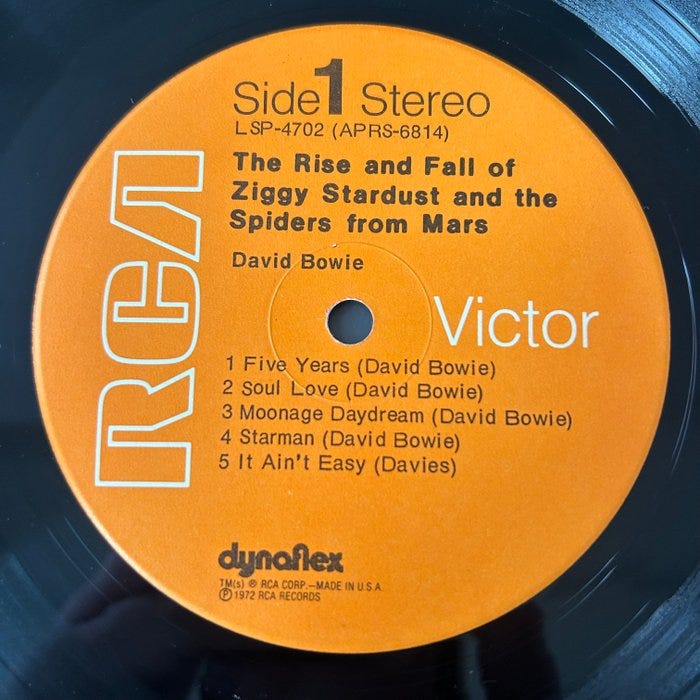 Side 1 Stereo
LSP-4702 (APRS-6814)
The Rise and Fall of
Ziggy Stardust and the
Spiders from Mars
David Bowie
RCA
Victor
1 Five Years (David Bowie)
2 Soul Love (David Bowie)
3 Moonage Daydream (David Bowie)
4 Starman (David Bowie)
5 It Ain't Easy (Davies)
dynaflex
TM(s) ® RCA CORP.—MADE IN U.S.A.
℗ 1972 RCA RECORDS